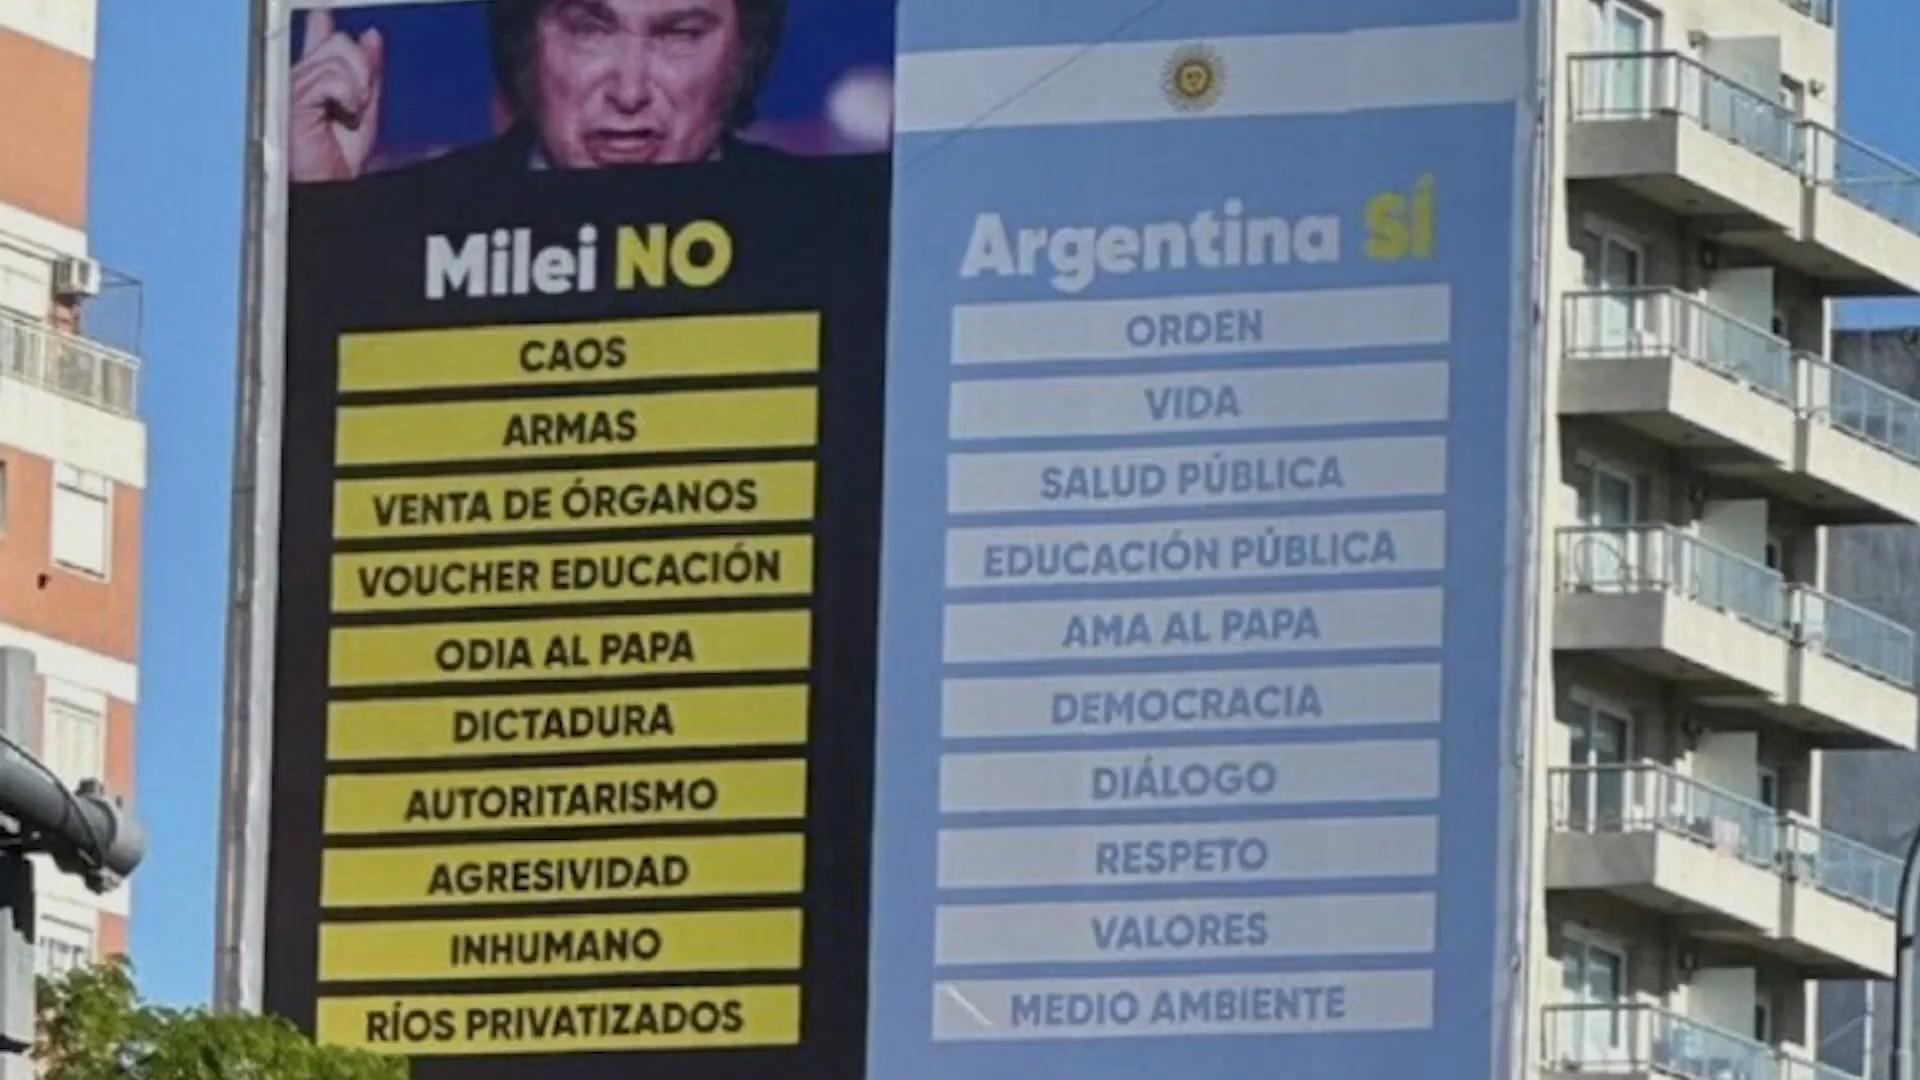 Milei NO
CAOS
ARMAS
VENTA DE ÓRGANOS
VOUCHER EDUCACIÓN
ODIA AL PAPA
DICTADURA
AUTORITARISMO
AGRESIVIDAD
INHUMANO
RÍOS PRIVATIZADOS
Argentina SÍ
ORDEN
VIDA
SALUD PÚBLICA
EDUCACIÓN PÚBLICA
AMA AL PAPA
DEMOCRACIA
DIÁLOGO
RESPETO
VALORES
MEDIO AMBIENTE